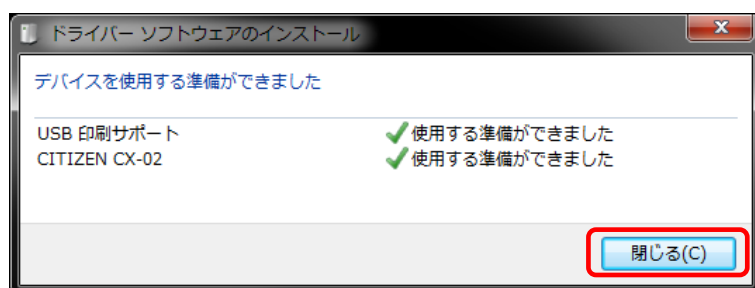 ドライバー ソフトウェアのインストール
デバイスを使用する準備ができました
USB 印刷サポート 使用する準備ができました
CITIZEN CX-02 使用する準備ができました
閉じる(C)